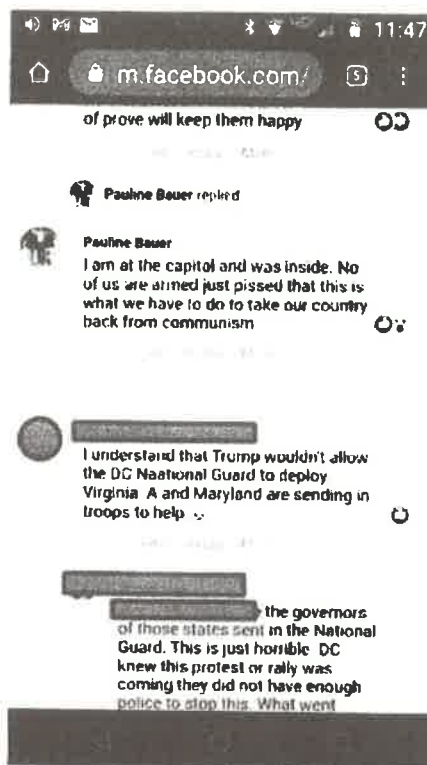 11:47
m.facebook.com/
5
of prove will keep them happy
Pauline Bauer replied
Pauline Bauer
I am at the capitol and was inside. No
of us are armed just pissed that this is
what we have to do to take our country
back from communism
I understand that Trump wouldn't allow
the DC Naational Guard to deploy
Virginia A and Maryland are sending in
troops to help
the governors
of those states sent in the National
Guard. This is just horrible DC
knew this protest or rally was
coming they did not have enough
police to stop this. What went